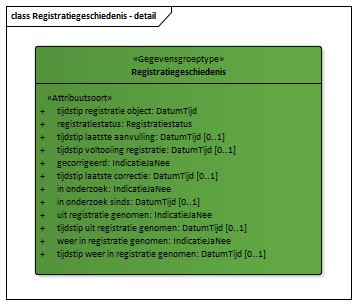 class Registratiegeschiedenis - detail
«Gegevensgroeptype»
Registratiegeschiedenis
«Attribuutsoort»
+ tijdstip registratie object: DatumTijd
+ registratiestatus: Registratiestatus
+ tijdstip laatste aanvulling: DatumTijd [0..1]
+ tijdstip voltooiing registratie: DatumTijd [0..1]
+ gecorrigeerd: IndicatieJaNee
+ tijdstip laatste correctie: DatumTijd [0..1]
+ in onderzoek: IndicatieJaNee
+ in onderzoek sinds: DatumTijd [0..1]
+ uit registratie genomen: IndicatieJaNee
+ tijdstip uit registratie genomen: DatumTijd [0..1]
+ weer in registratie genomen: IndicatieJaNee
+ tijdstip weer in registratie genomen: DatumTijd [0..1]